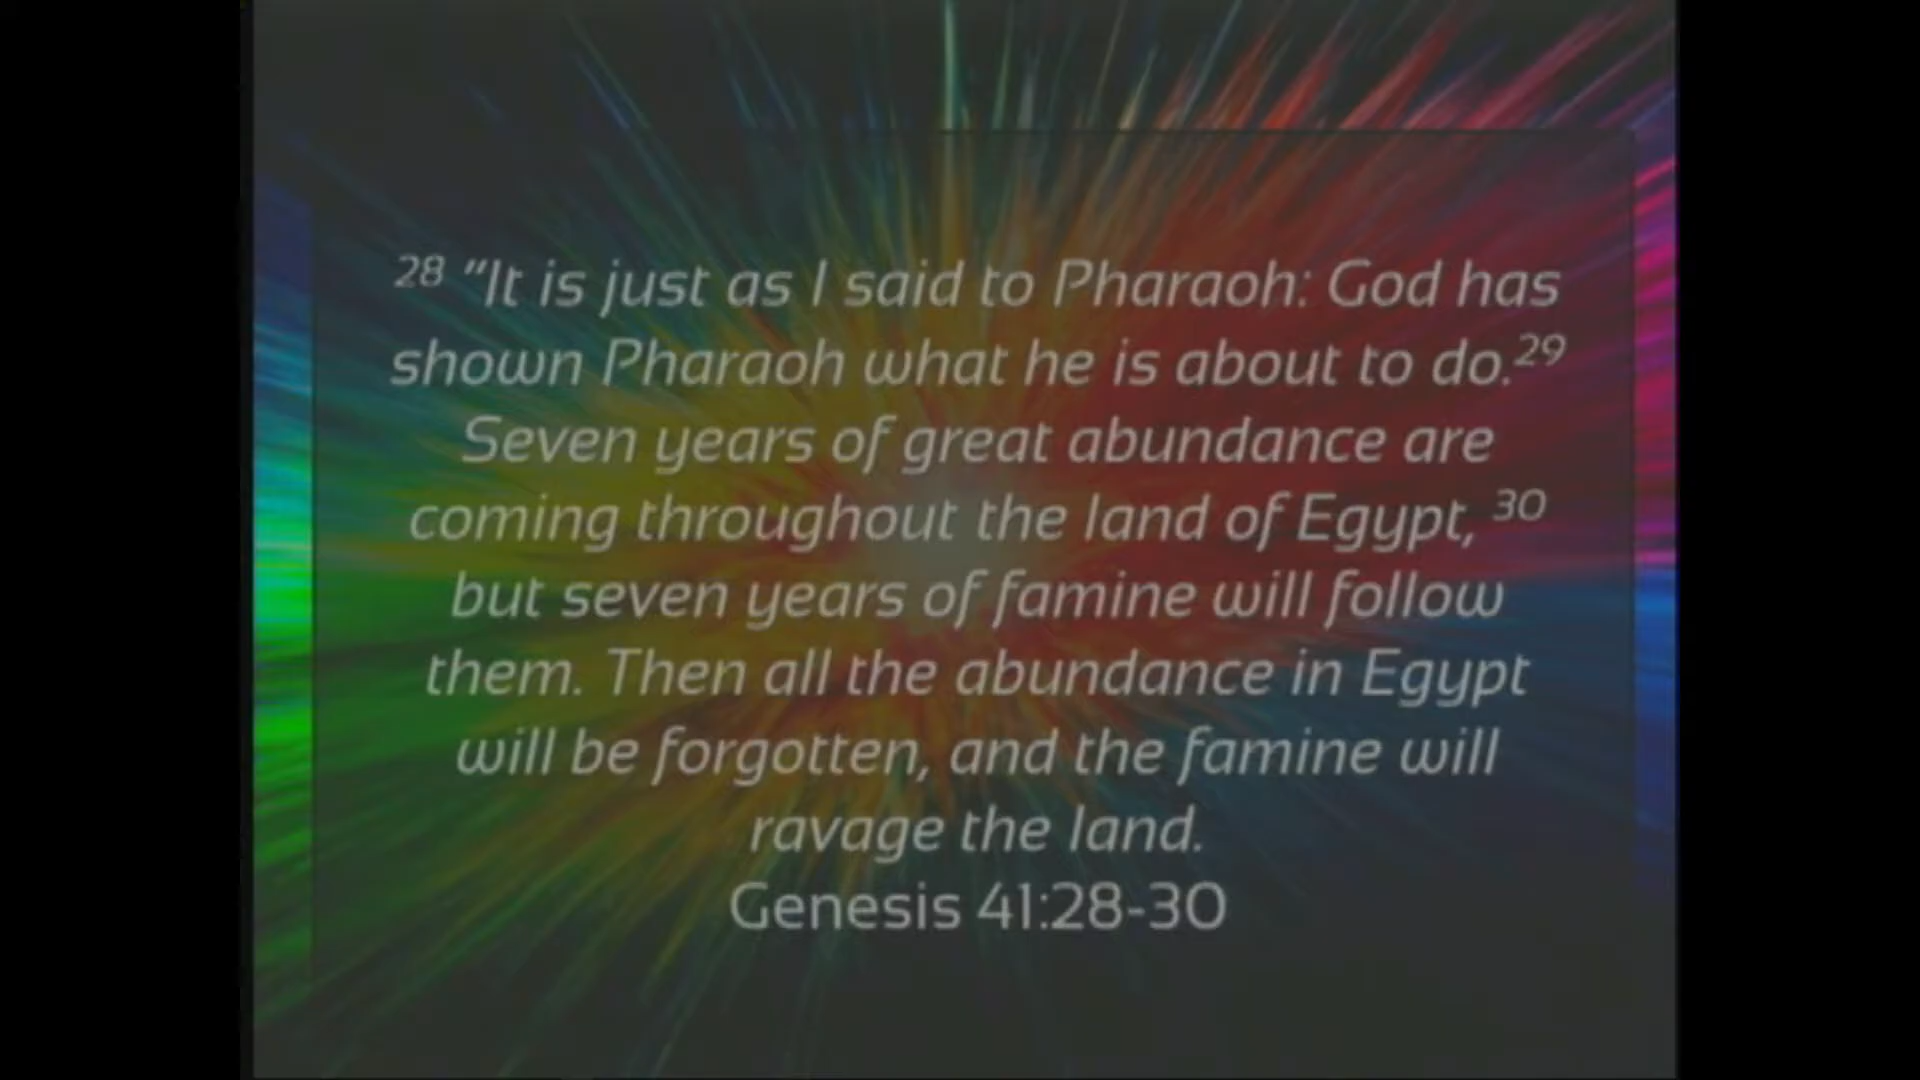 28 “It is just as I said to Pharaoh: God has
shown Pharaoh what he is about to do.29
Seven years of great abundance are
coming throughout the land of Egypt, 30
but seven years of famine will follow
them. Then all the abundance in Egypt
will be forgotten, and the famine will
ravage the land.
Genesis 41:28-30